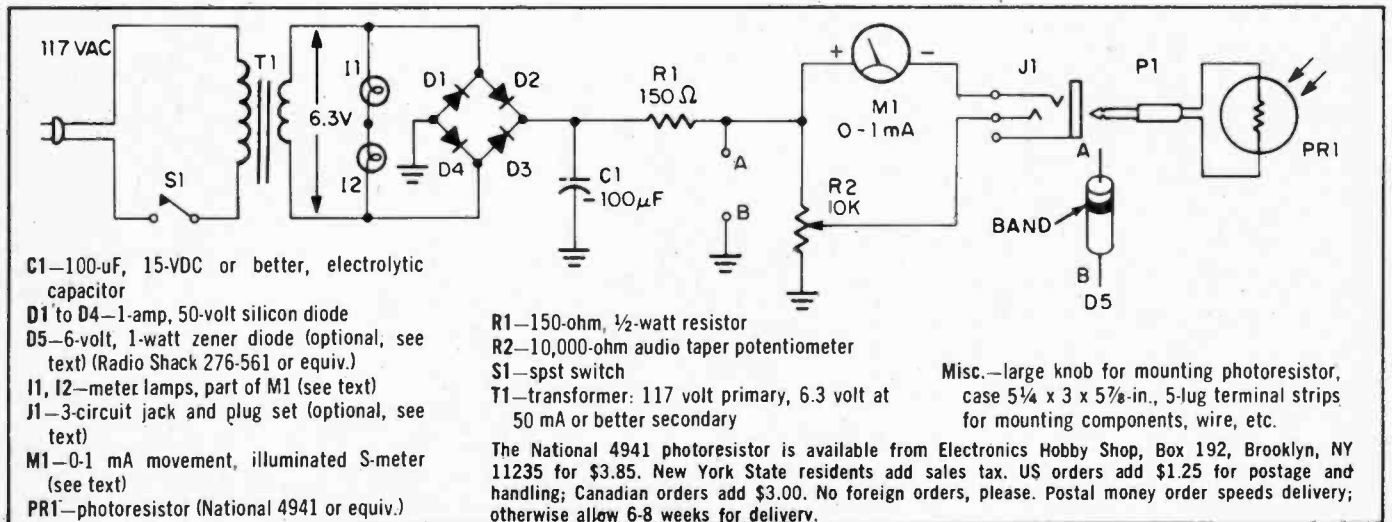 117 VAC
T1
S1
6.3V
I1
I2
D1
D2
D4
D3
C1
100µF
R1
150Ω
A
B
+
-
M1
0-1mA
R2
10K
J1
P1
A
BAND
B
D5
PR1
C1—100-uF, 15-VDC or better, electrolytic
capacitor
D1 to D4—1-amp, 50-volt silicon diode
D5—6-volt, 1-watt zener diode (optional, see
text) (Radio Shack 276-561 or equiv.)
I1, I2—meter lamps, part of M1 (see text)
J1—3-circuit jack and plug set (optional, see
text)
M1—0-1 mA movement, illuminated S-meter
(see text)
PR1—photoresistor (National 4941 or equiv.)
R1—150-ohm, ½-watt resistor
R2—10,000-ohm audio taper potentiometer
S1—spst switch
T1—transformer: 117 volt primary, 6.3 volt at
50 mA or better secondary
Misc.—large knob for mounting photoresistor,
case 5¼ x 3 x 5⅞-in., 5-lug terminal strips
for mounting components, wire, etc.
The National 4941 photoresistor is available from Electronics Hobby Shop, Box 192, Brooklyn, NY
11235 for $3.85. New York State residents add sales tax. US orders add $1.25 for postage and
handling; Canadian orders add $3.00. No foreign orders, please. Postal money order speeds delivery;
otherwise allow 6-8 weeks for delivery.